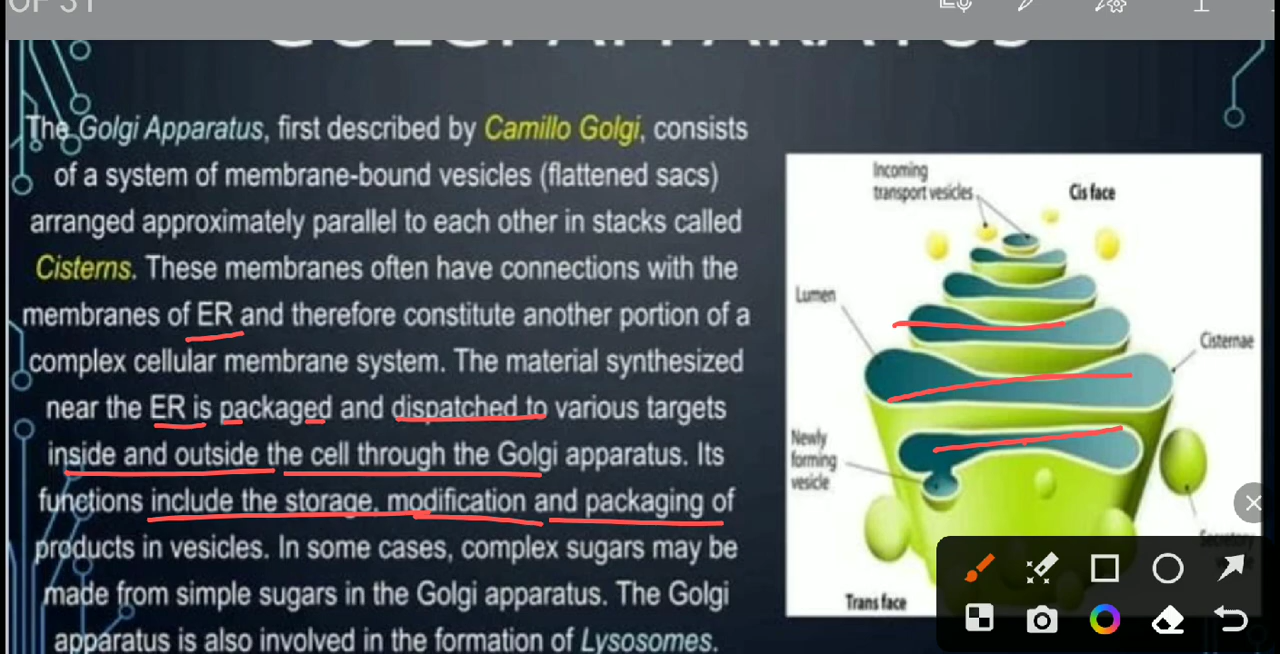 OF 31
GOLGI APPARATUS
The Golgi Apparatus, first described by Camillo Golgi, consists
of a system of membrane-bound vesicles (flattened sacs)
arranged approximately parallel to each other in stacks called
Cisterns. These membranes often have connections with the
membranes of ER and therefore constitute another portion of a
complex cellular membrane system. The material synthesized
near the ER is packaged and dispatched to various targets
inside and outside the cell through the Golgi apparatus. Its
functions include the storage, modification and packaging of
products in vesicles. In some cases, complex sugars may be
made from simple sugars in the Golgi apparatus. The Golgi
apparatus is also involved in the formation of Lysosomes.
Incoming
transport vesicles
Cis face
Lumen
Cisternae
Newly
forming
vesicle
Secretory
Trans face